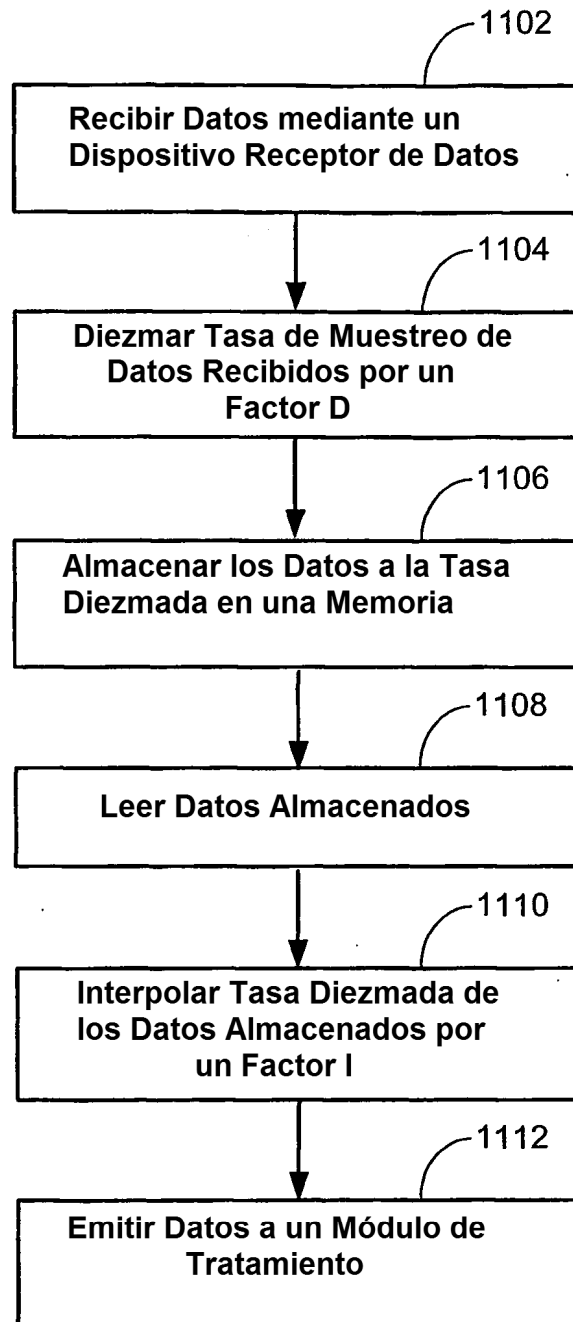 1102
Recibir Datos mediante un
Dispositivo Receptor de Datos
1104
Diezmar Tasa de Muestreo de
Datos Recibidos por un
Factor D
1106
Almacenar los Datos a la Tasa
Diezmada en una Memoria
1108
Leer Datos Almacenados
1110
Interpolar Tasa Diezmada de
los Datos Almacenados por
un Factor I
1112
Emitir Datos a un Módulo de
Tratamiento